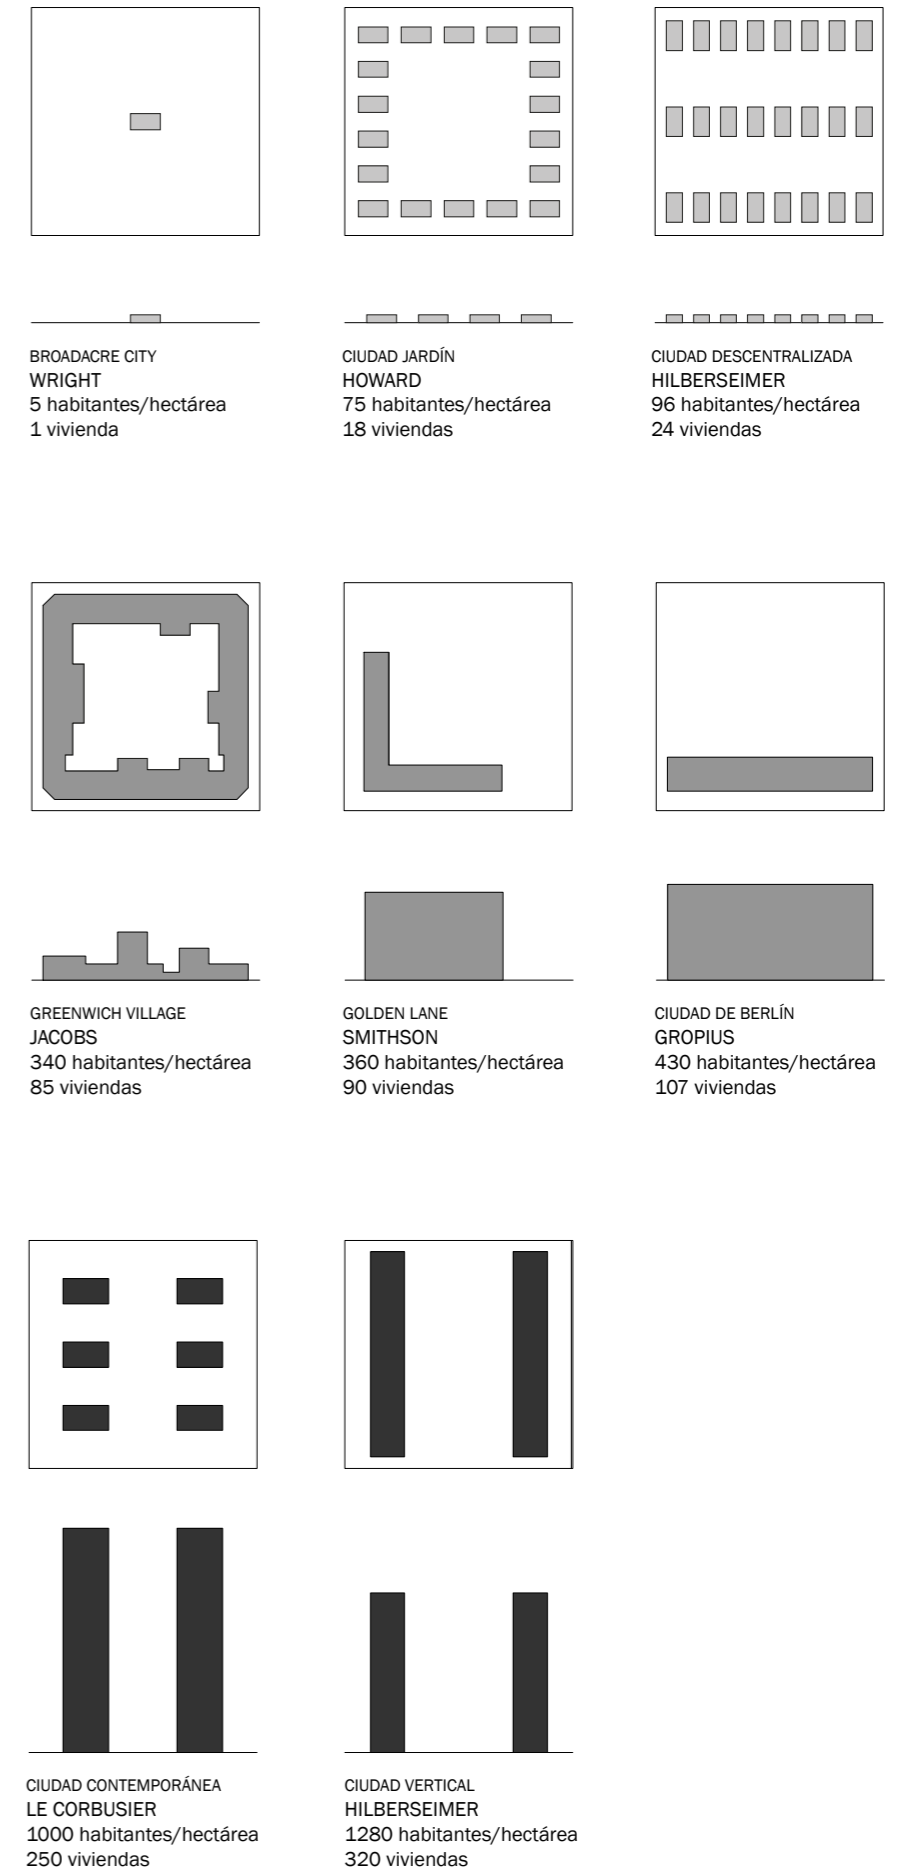 BROADACRE CITY
WRIGHT
5 habitantes/hectárea
1 vivienda
CIUDAD JARDÍN
HOWARD
75 habitantes/hectárea
18 viviendas
CIUDAD DESCENTRALIZADA
HILBERSEIMER
96 habitantes/hectárea
24 viviendas
GREENWICH VILLAGE
JACOBS
340 habitantes/hectárea
85 viviendas
GOLDEN LANE
SMITHSON
360 habitantes/hectárea
90 viviendas
CIUDAD DE BERLÍN
GROPIUS
430 habitantes/hectárea
107 viviendas
CIUDAD CONTEMPORÁNEA
LE CORBUSIER
1000 habitantes/hectárea
250 viviendas
CIUDAD VERTICAL
HILBERSEIMER
1280 habitantes/hectárea
320 viviendas